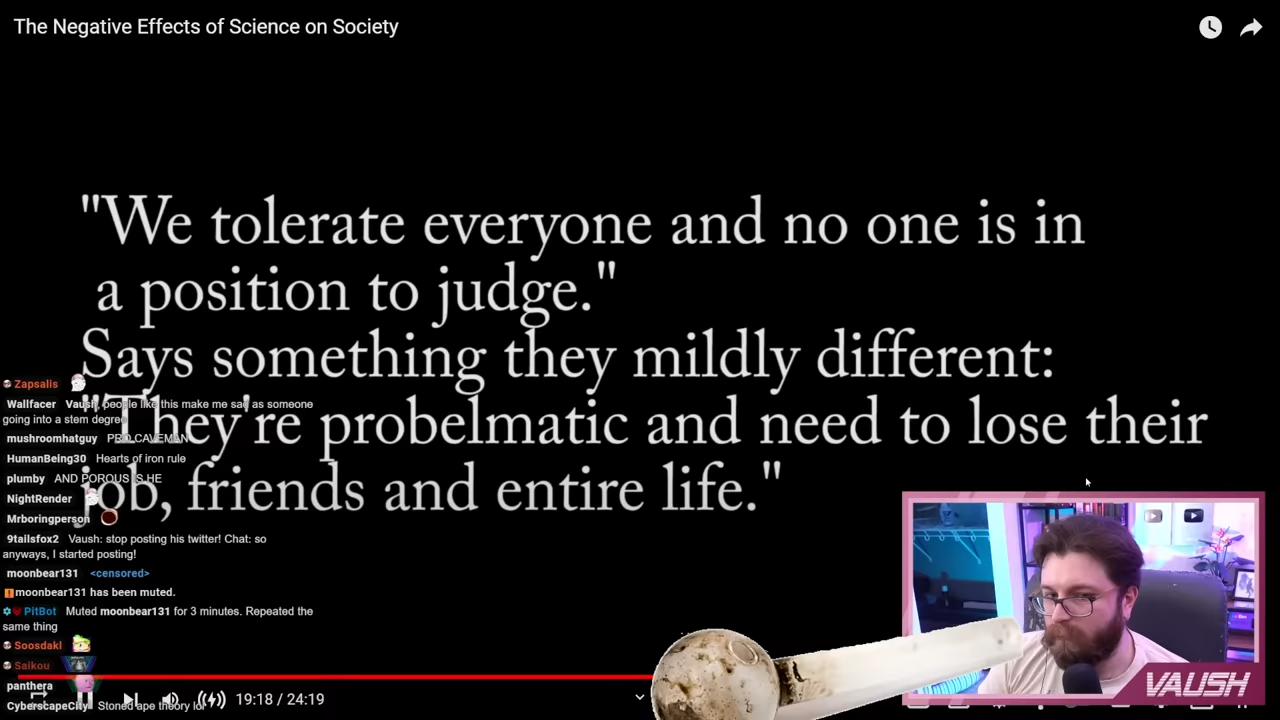 The Negative Effects of Science on Society
"We tolerate everyone and no one is in
a position to judge."
Says something they mildly different:
"They're probelmatic and need to lose their
job, friends and entire life."
Zapsalis
Wallfacer Vaush, people like this make me sad as someone
going into a stem degree
mushroomhatguy PBD CAVEMAN
HumanBeing30 Hearts of iron rule
plumby AND POROUS IS HE
NightRender
Mrboringperson
9tailsfox2 Vaush: stop posting his twitter! Chat: so
anyways, I started posting!
moonbear131 <censored>
moonbear131 has been muted.
PitBot Muted moonbear131 for 3 minutes. Repeated the
same thing
Soosdakl
Saikou
panthera
CyberscapeCity Stoned ape theory lol
19:18 / 24:19
VAUSH